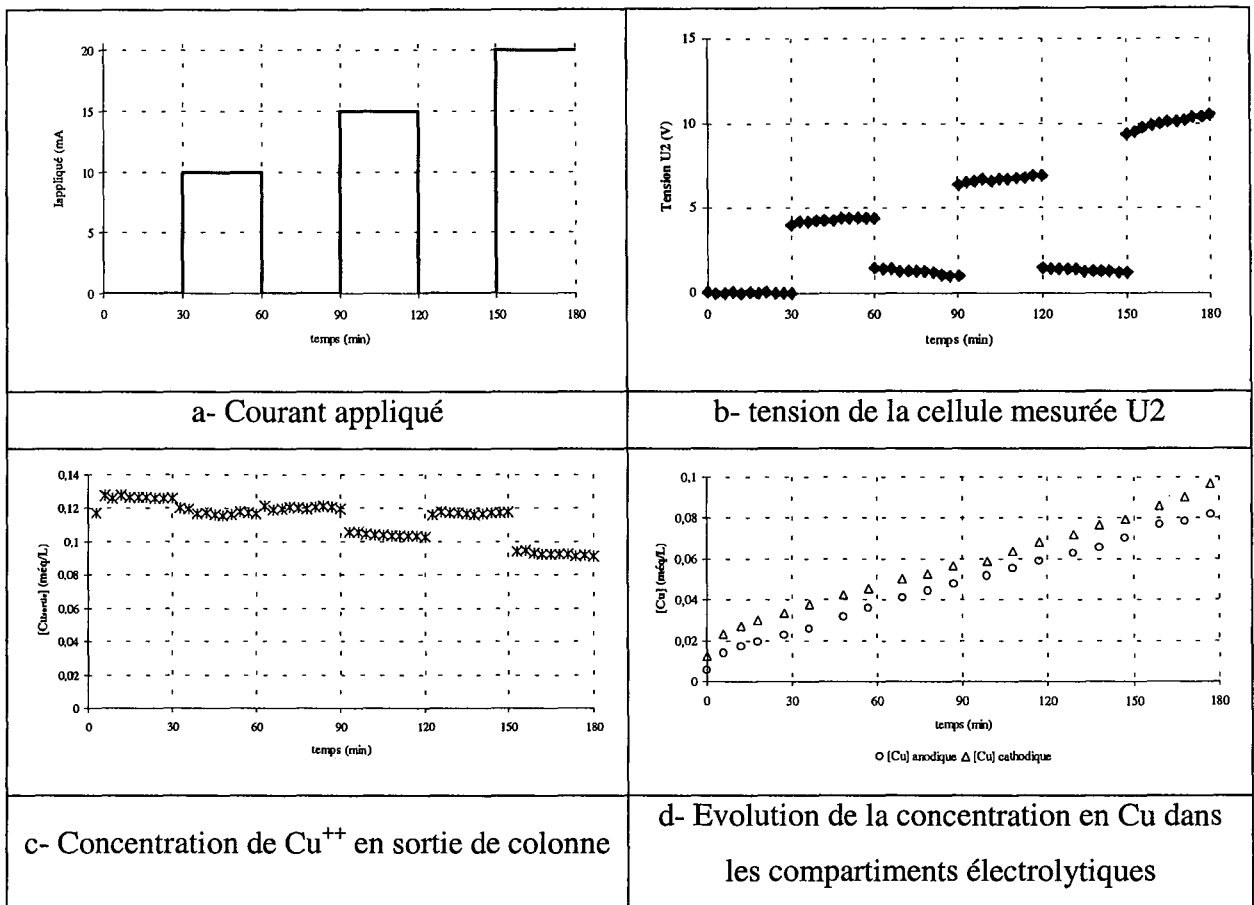 20
15
10
5
0
Iappliqué (mA
0 30 60 90 120 150 180
temps (min)
a- Courant appliqué
15
10
5
0
Tension U2 (V)
0 30 60 90 120 150 180
temps (min)
b- tension de la cellule mesurée U2
0,14
0,12
0,1
0,08
0,06
0,04
0,02
0
[Cusortie] (méq/L)
0 30 60 90 120 150 180
temps (min)
c- Concentration de Cu++ en sortie de colonne
0,1
0,08
0,06
0,04
0,02
0
[Cu] (méq/L)
0 30 60 90 120 150 180
temps (min)
○ [Cu] anodique △ [Cu] cathodique
d- Evolution de la concentration en Cu dans
les compartiments électrolytiques